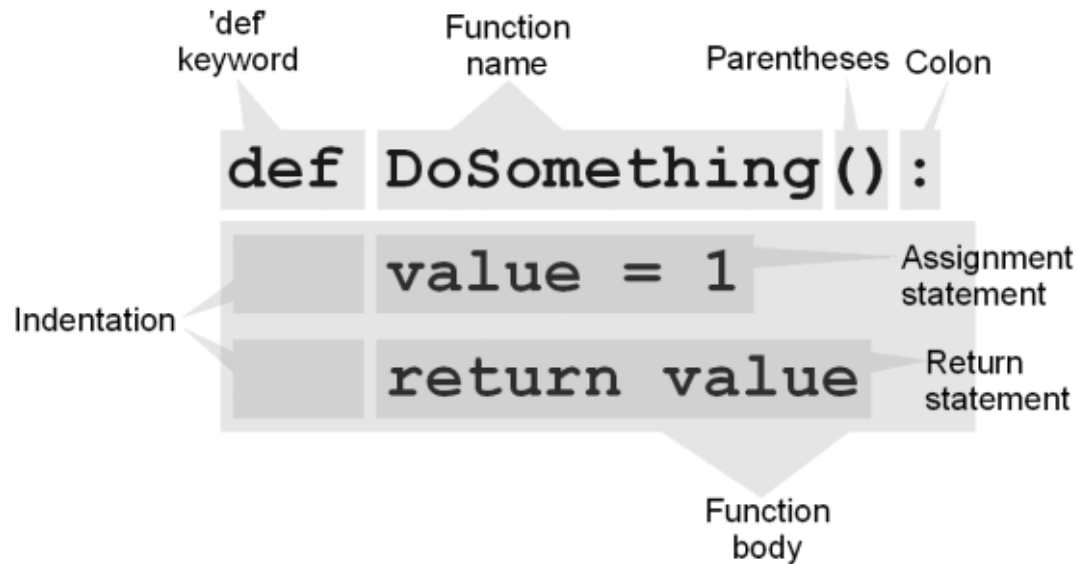 'def'
keyword
Function
name
Parentheses
Colon
def DoSomething():
value = 1
Assignment
statement
Indentation
return value
Return
statement
Function
body